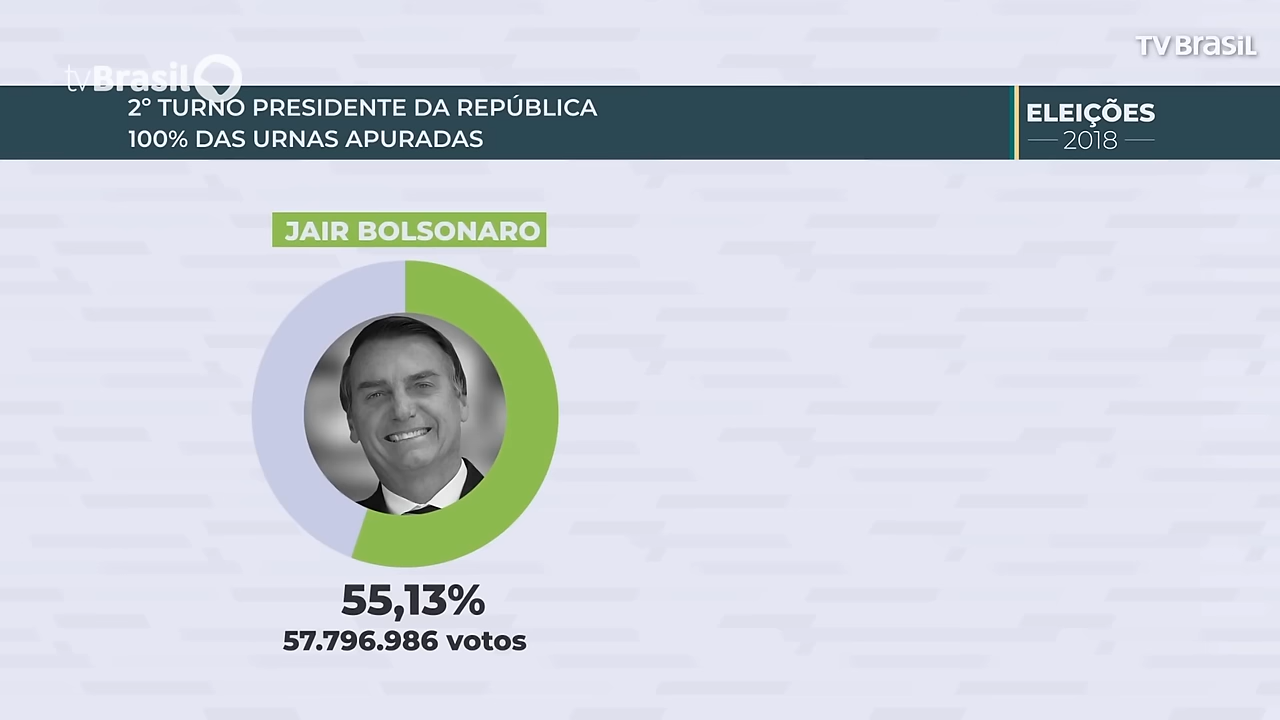 TV BRASIL
tvBrasil
2º TURNO PRESIDENTE DA REPÚBLICA
100% DAS URNAS APURADAS
ELEIÇÕES
2018
JAIR BOLSONARO
55,13%
57.796.986 votos